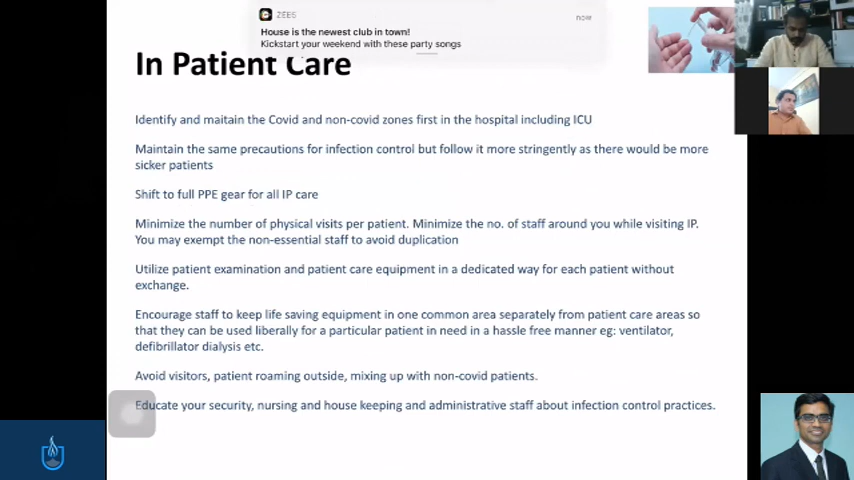 ZEE5
now
House is the newest club in town!
Kickstart your weekend with these party songs
In Patient Care
Identify and maitain the Covid and non-covid zones first in the hospital including ICU
Maintain the same precautions for infection control but follow it more stringently as there would be more
sicker patients
Shift to full PPE gear for all IP care
Minimize the number of physical visits per patient. Minimize the no. of staff around you while visiting IP.
You may exempt the non-essential staff to avoid duplication
Utilize patient examination and patient care equipment in a dedicated way for each patient without
exchange.
Encourage staff to keep life saving equipment in one common area separately from patient care areas so
that they can be used liberally for a particular patient in need in a hassle free manner eg: ventilator,
defibrillator dialysis etc.
Avoid visitors, patient roaming outside, mixing up with non-covid patients.
Educate your security, nursing and house keeping and administrative staff about infection control practices.